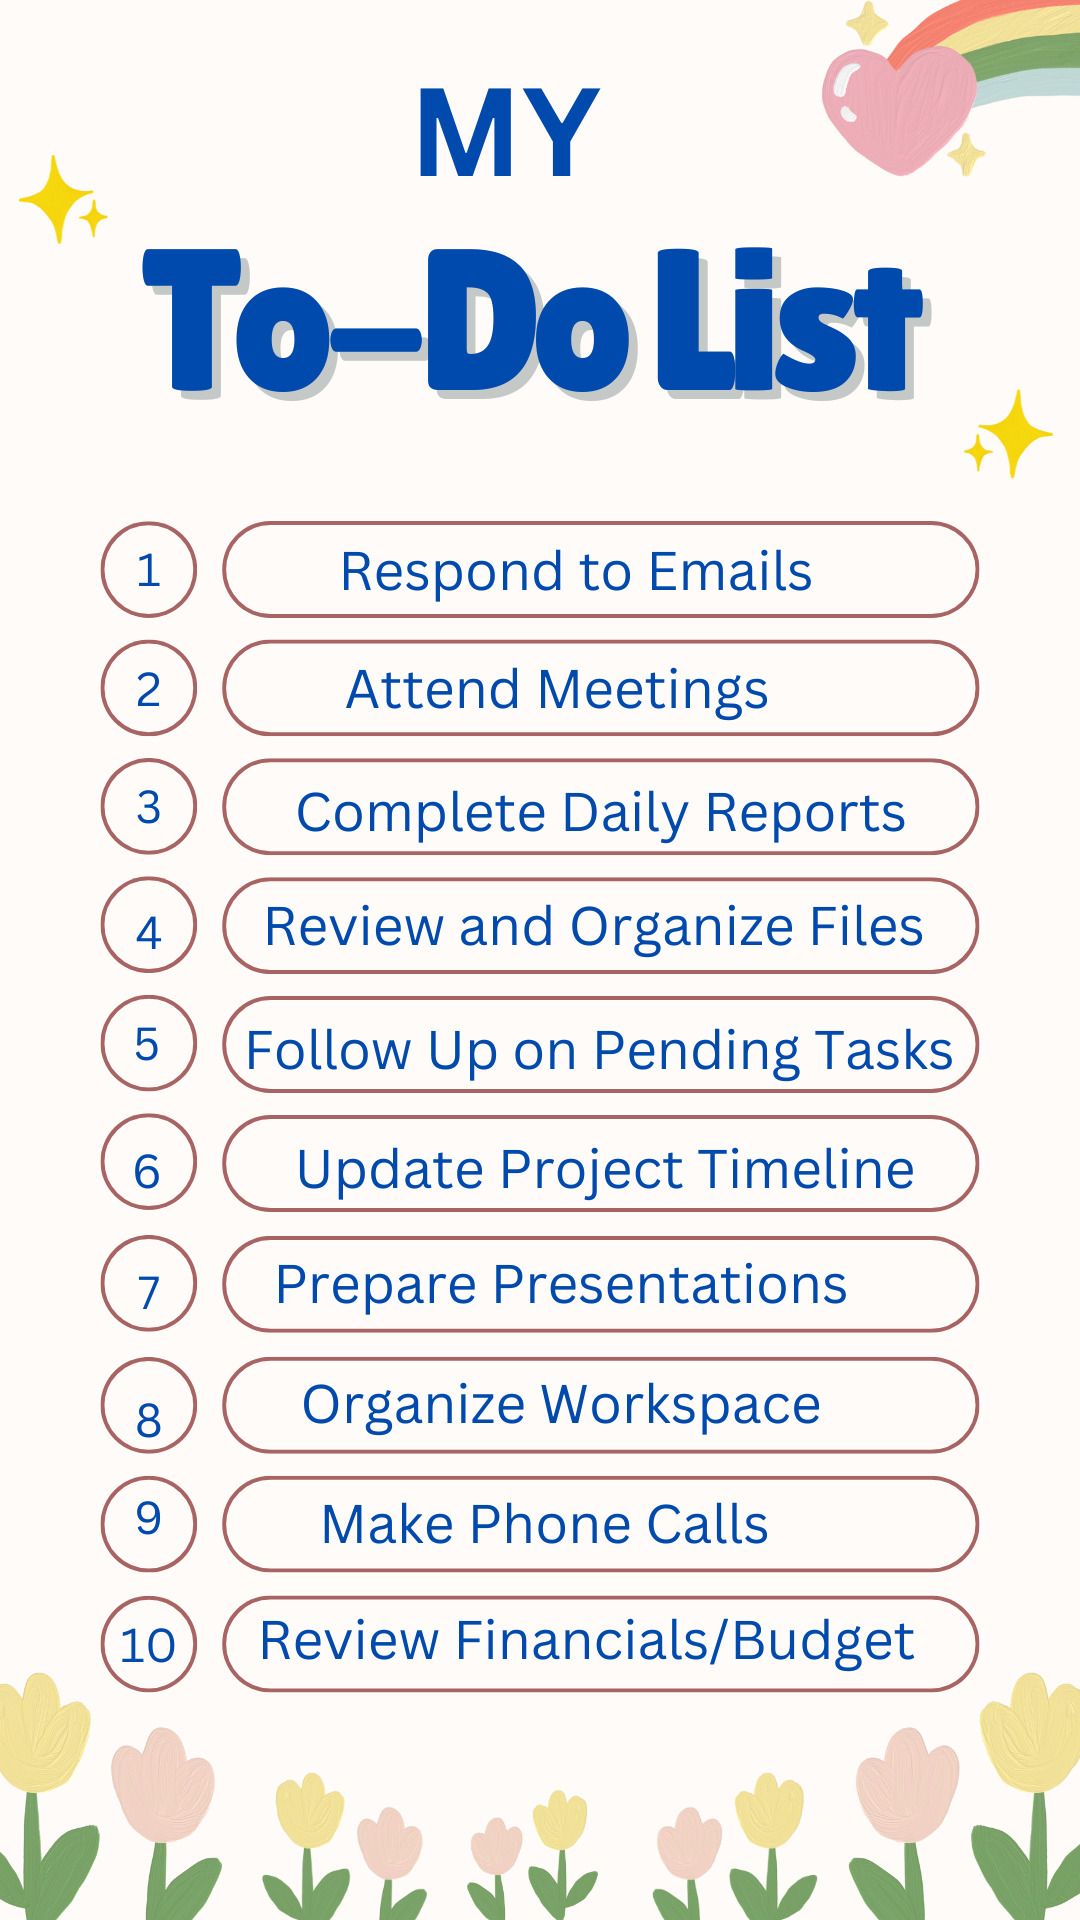 MY
To-Do List
1 Respond to Emails
2 Attend Meetings
3 Complete Daily Reports
4 Review and Organize Files
5 Follow Up on Pending Tasks
6 Update Project Timeline
7 Prepare Presentations
8 Organize Workspace
9 Make Phone Calls
10 Review Financials/Budget